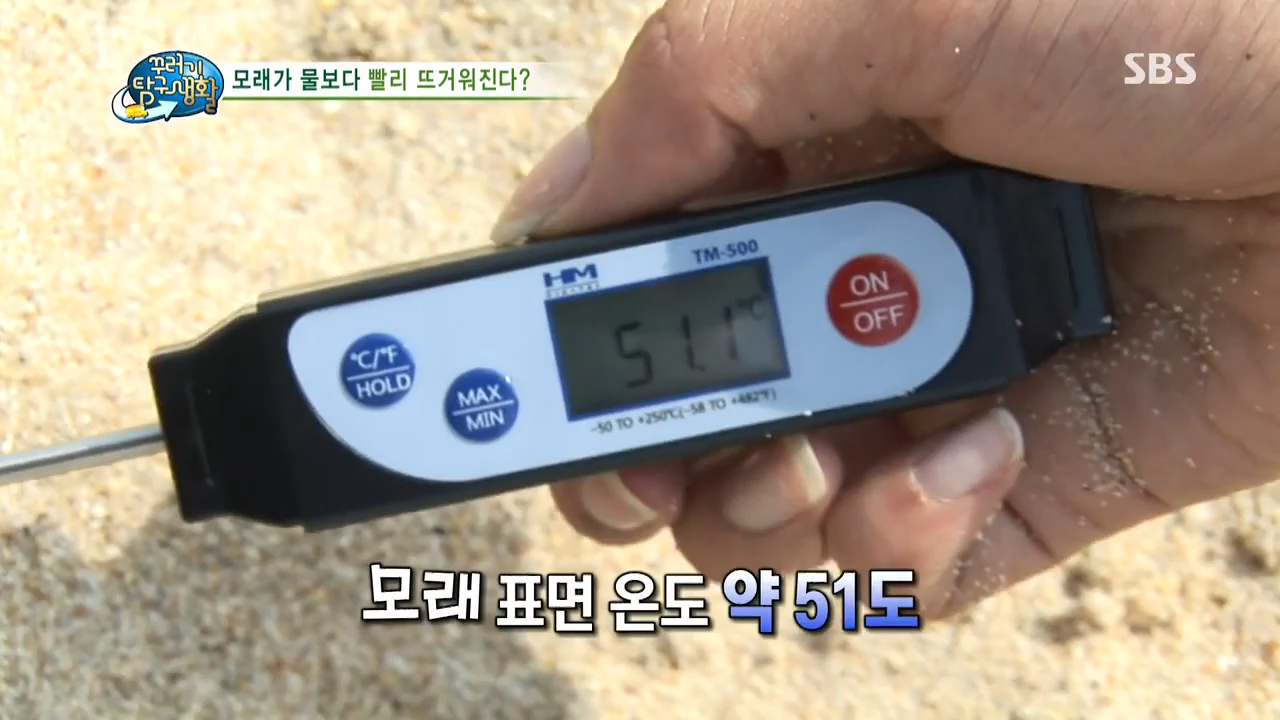 꾸러기
탐구생활
모래가 물보다 빨리 뜨거워진다?
SBS
TM-500
HM
DIGITAL
51.1°C
ON
OFF
°C/°F
HOLD
MAX
MIN
-50 TO +250°C(-58 TO +482°F)
모래 표면 온도 약 51도